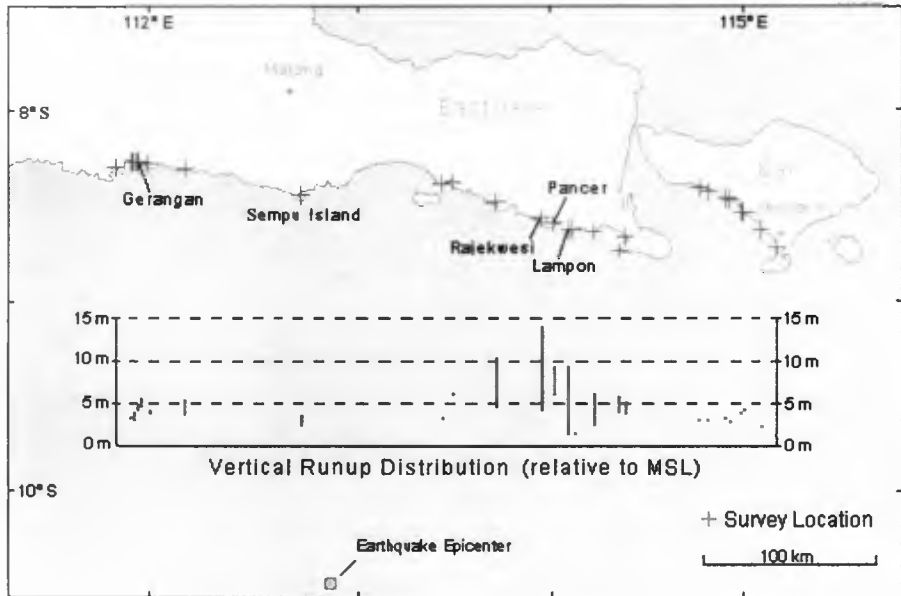 112° E
115° E
Malang
8° S
Gerangan
Sempu Island
Pancer
Rajekwesi
Lampon
15 m
15 m
10 m
10 m
5 m
5 m
0 m
0 m
Vertical Runup Distribution (relative to MSL)
10° S
+ Survey Location
100 km
Earthquake Epicenter